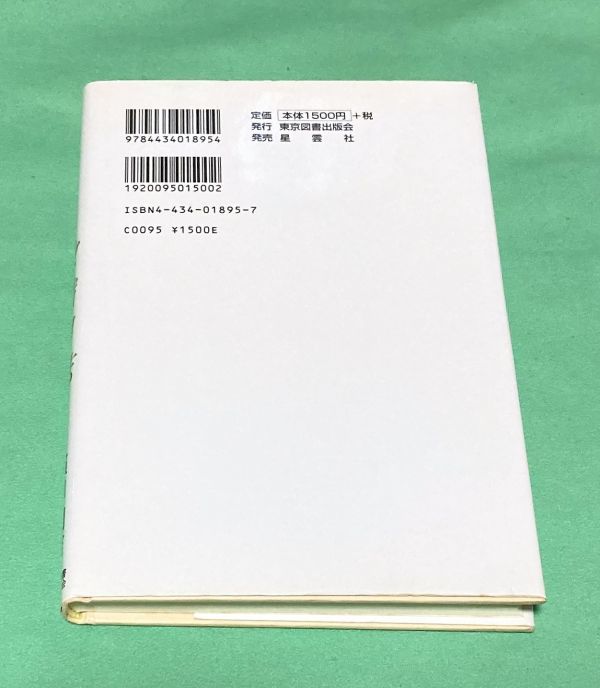 9784434018954
1920095015002
ISBN4-434-01895-7
C0095 ¥1500E
定価 本体1500円 +税
発行 東京図書出版会
発売 星雲社